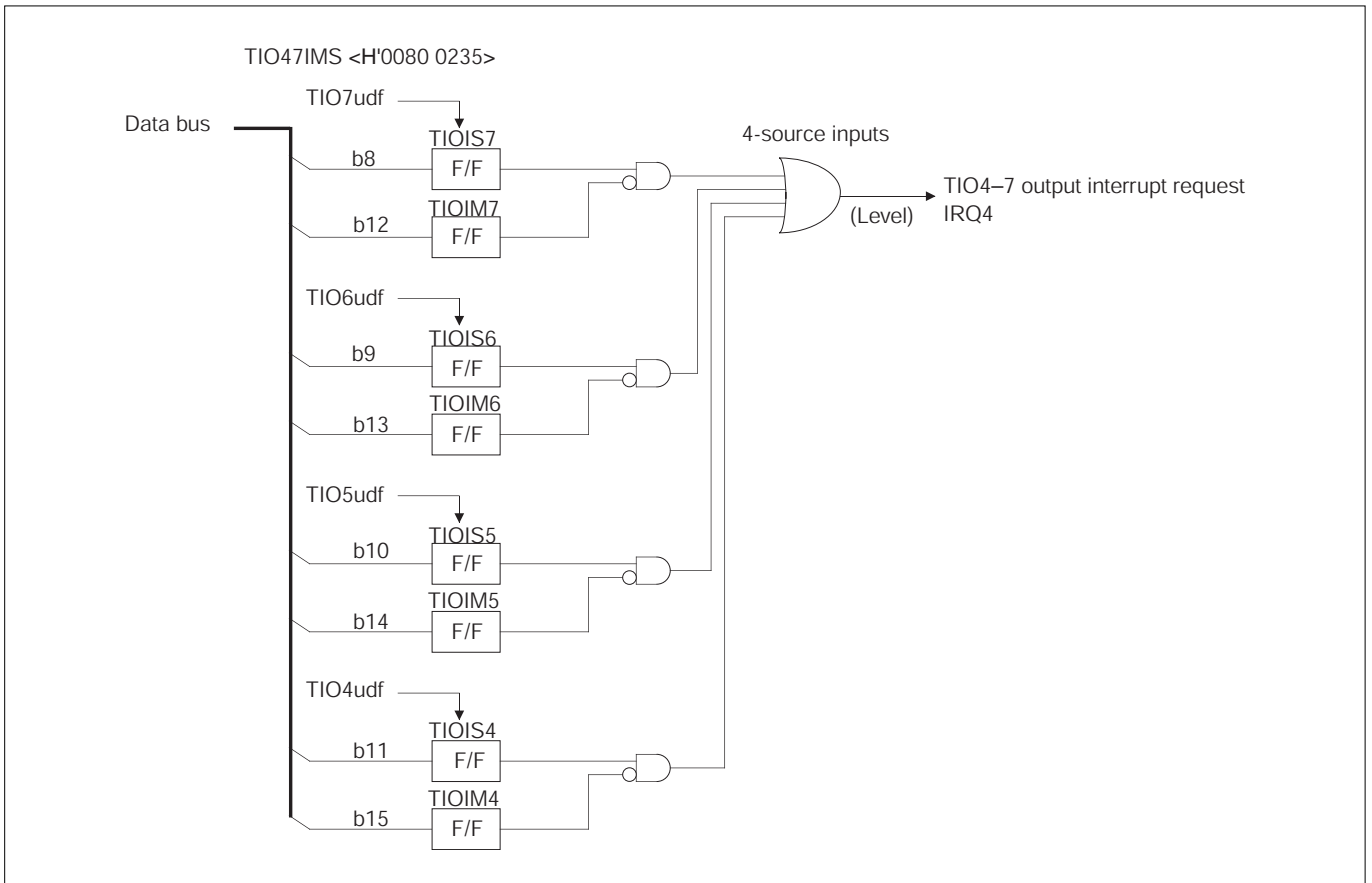 TIO47IMS <H'0080 0235>
TIO7udf
Data bus
TIOIS7
4-source inputs
b8
F/F
TIO4–7 output interrupt request
TIOIM7
(Level)
IRQ4
b12
F/F
TIO6udf
TIOIS6
b9
F/F
TIOIM6
b13
F/F
TIO5udf
TIOIS5
b10
F/F
TIOIM5
b14
F/F
TIO4udf
TIOIS4
b11
F/F
TIOIM4
b15
F/F